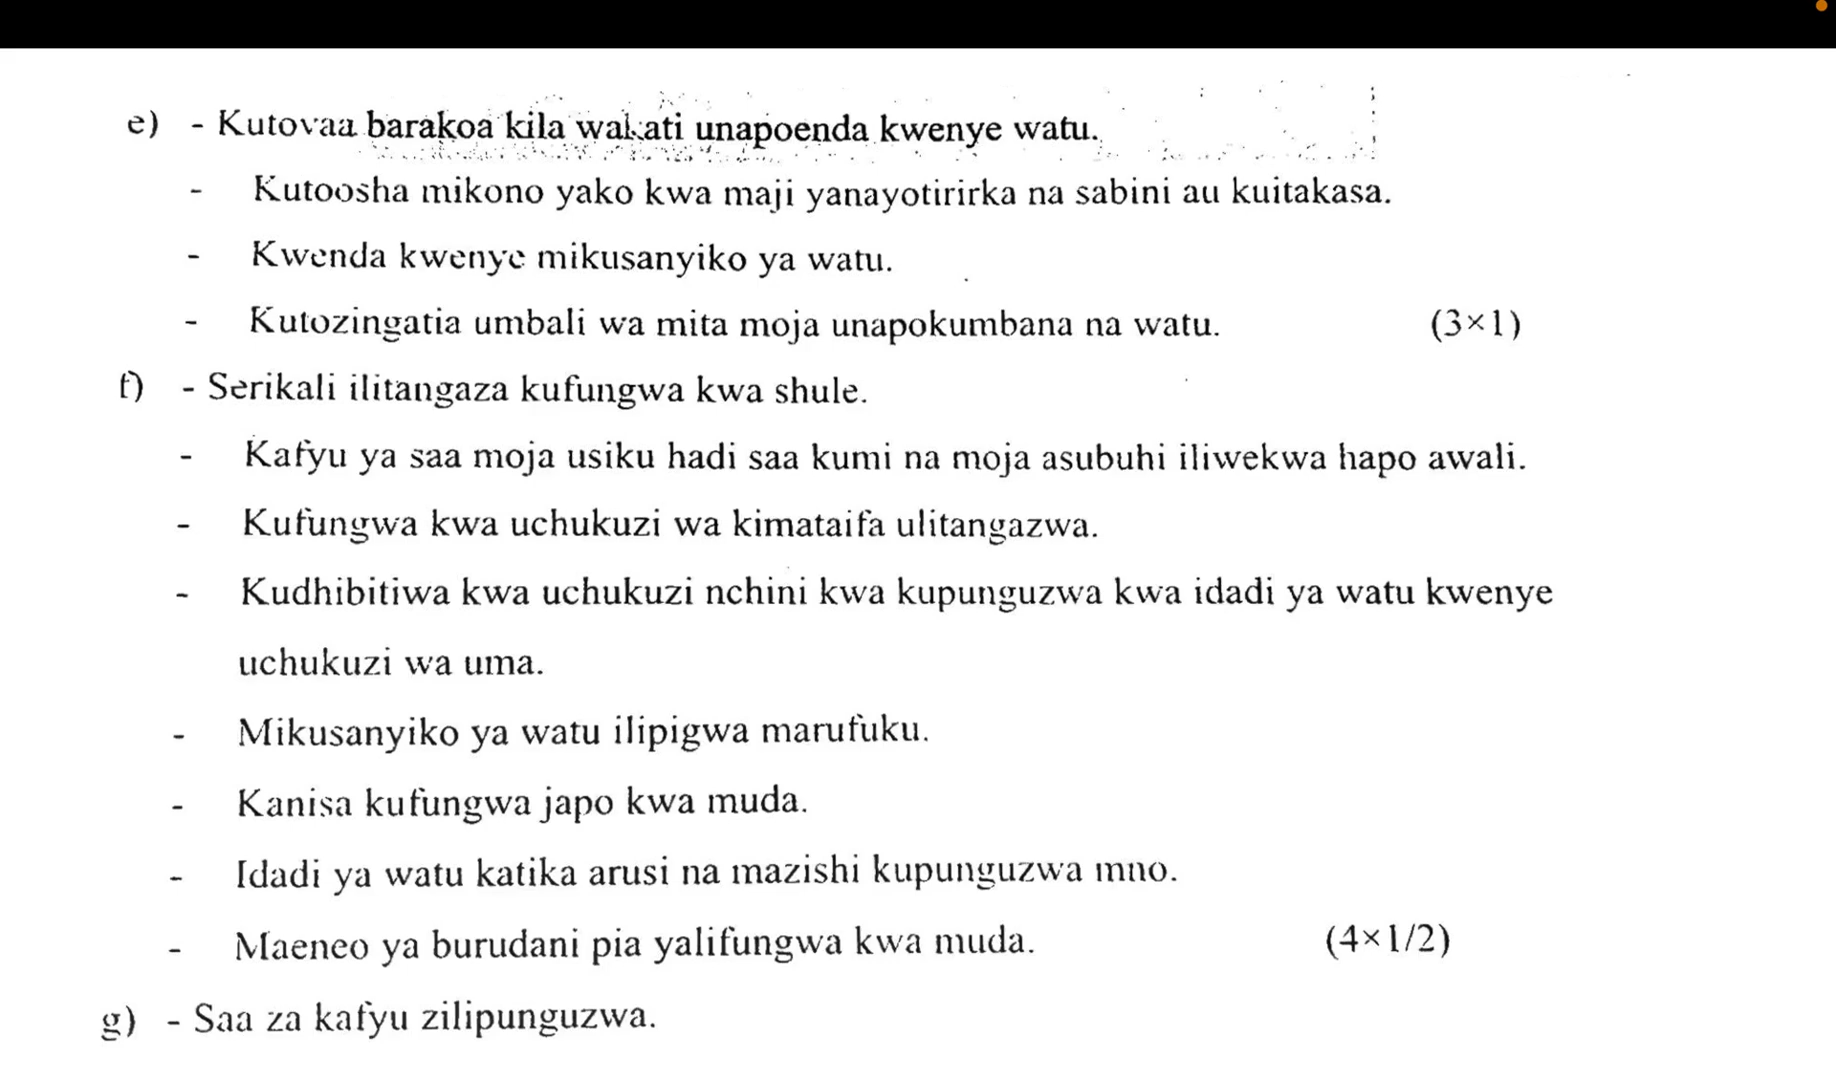 e) - Kutovaa barakoa kila wakati unapoenda kwenye watu.
- Kutoosha mikono yako kwa maji yanayotirirka na sabini au kuitakasa.
- Kwenda kwenye mikusanyiko ya watu.
- Kutozingatia umbali wa mita moja unapokumbana na watu. (3×1)
f) - Serikali ilitangaza kufungwa kwa shule.
- Kafyu ya saa moja usiku hadi saa kumi na moja asubuhi iliwekwa hapo awali.
- Kufungwa kwa uchukuzi wa kimataifa ulitangazwa.
- Kudhibitiwa kwa uchukuzi nchini kwa kupunguzwa kwa idadi ya watu kwenye
uchukuzi wa uma.
- Mikusanyiko ya watu ilipigwa marufuku.
- Kanisa kufungwa japo kwa muda.
- Idadi ya watu katika arusi na mazishi kupunguzwa mno.
- Maeneo ya burudani pia yalifungwa kwa muda. (4×1/2)
g) - Saa za kafyu zilipunguzwa.